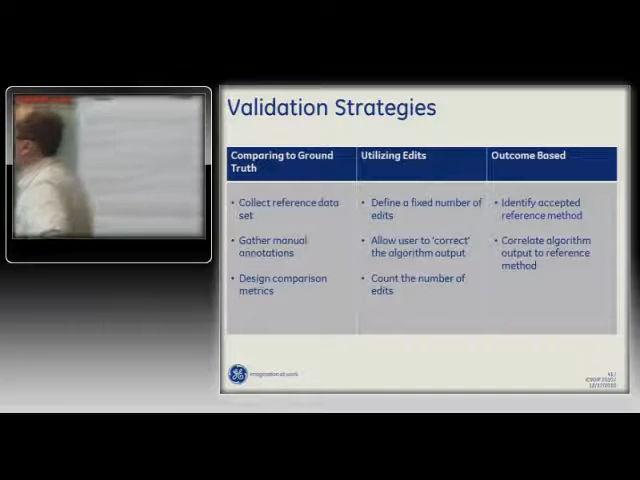 Validation Strategies
Comparing to Ground
Truth
Utilizing Edits
Outcome Based
• Collect reference data
set
• Gather manual
annotations
• Design comparison
metrics
• Define a fixed number of
edits
• Allow user to 'correct'
the algorithm output
• Count the number of
edits
• Identify accepted
reference method
• Correlate algorithm
output to reference
method
imagination at work